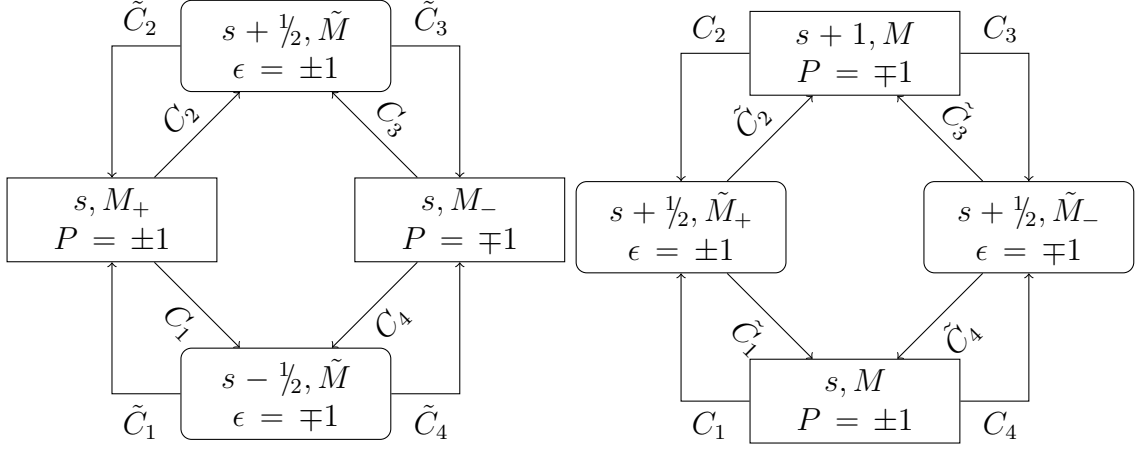 C̃₂
s + ½, M̃
ϵ = ±1
C̃₃
C₂
C₃
s, M₊
P = ±1
s, M₋
P = ∓1
C₁
C₄
C̃₁
s − ½, M̃
ϵ = ∓1
C̃₄
C₂
s + 1, M
P = ∓1
C₃
C̃₂
C̃₃
s + ½, M̃₊
ϵ = ±1
s + ½, M̃₋
ϵ = ∓1
C̃₁
C̃₄
C₁
s, M
P = ±1
C₄